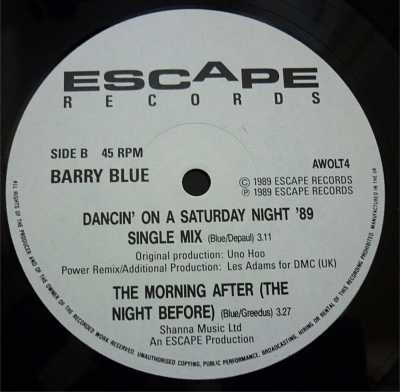 ESCAPE
RECORDS
SIDE B 45 RPM
AWOLT4
BARRY BLUE
© 1989 ESCAPE RECORDS
℗ 1989 ESCAPE RECORDS
DANCIN' ON A SATURDAY NIGHT '89
SINGLE MIX (Blue/Depaul) 3.11
Original production: Uno Hoo
Power Remix/Additional Production: Les Adams for DMC (UK)
THE MORNING AFTER (THE
NIGHT BEFORE) (Blue/Greedus) 3.27
Shanna Music Ltd
An ESCAPE Production
ALL RIGHTS OF THE PRODUCER AND OF THE OWNER OF THE RECORDED WORK RESERVED. UNAUTHORISED COPYING, PUBLIC PERFORMANCE, BROADCASTING, HIRING OR RENTAL OF THIS RECORDING PROHIBITED. MANUFACTURED IN THE UK